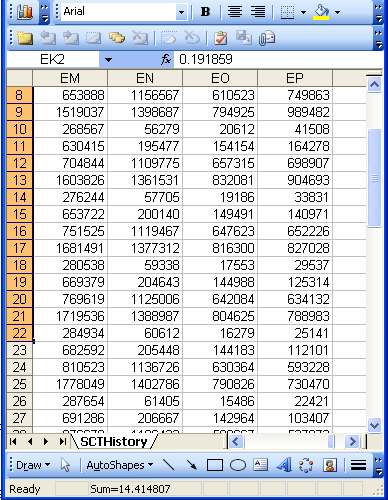 Arial B
EK2 fx 0.191859
EM EN EO EP
8 653888 1156567 610523 749863
9 1519037 1398687 794925 989482
10 268567 56279 20612 41508
11 630415 195477 154154 164278
12 704844 1109775 657315 698907
13 1603826 1361531 832081 904693
14 276244 57705 19186 33831
15 653722 200140 149491 140971
16 751525 1119467 647623 652226
17 1681491 1377312 816300 827028
18 280538 59338 17553 29537
19 669379 204643 144988 125314
20 769619 1125006 642084 634132
21 1719536 1388987 804625 788983
22 284934 60612 16279 25141
23 682592 205448 144183 112101
24 810523 1136726 630364 593228
25 1778049 1402786 790826 730470
26 287654 61405 15486 22421
27 691286 206667 142964 103407
SCTHistory
Draw AutoShapes
Ready Sum=14.414807